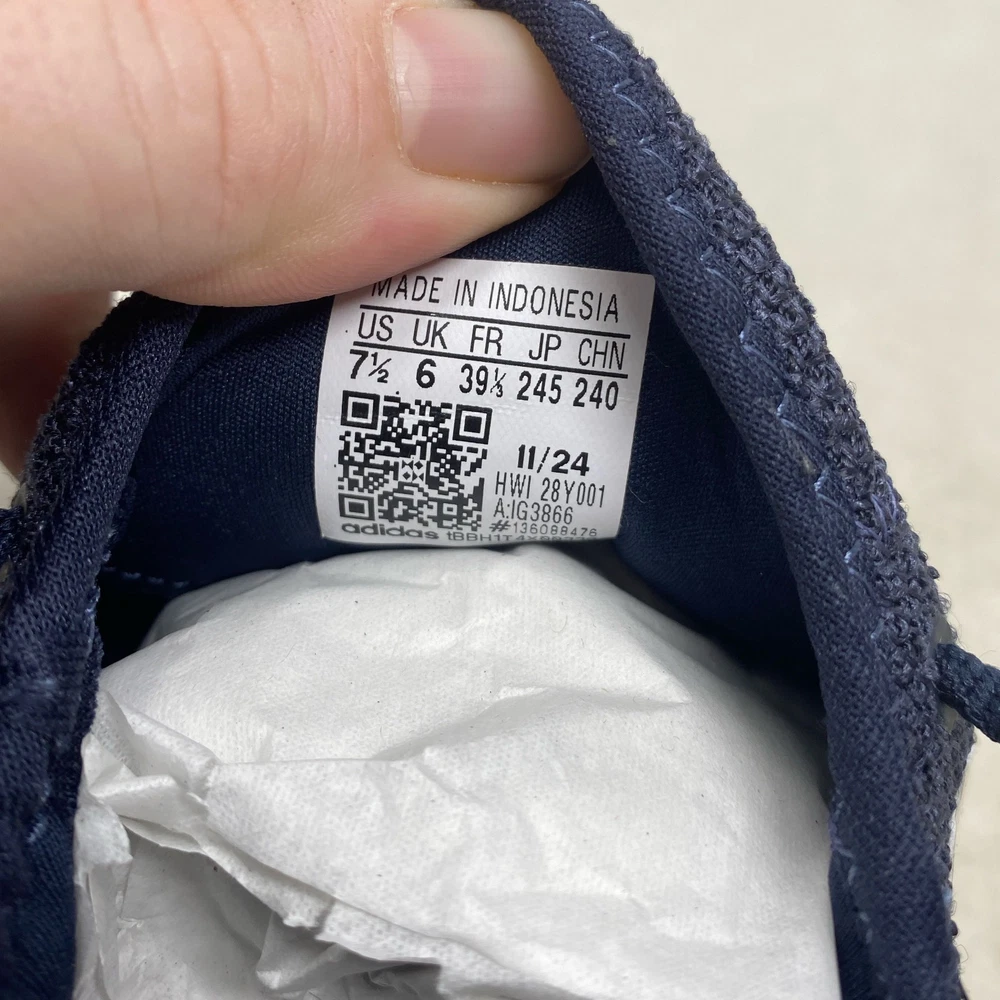 MADE IN INDONESIA
US UK FR JP CHN
7½ 6 39⅓ 245 240
11/24
HWI 28Y001
A:IG3866
#136088476
adidas